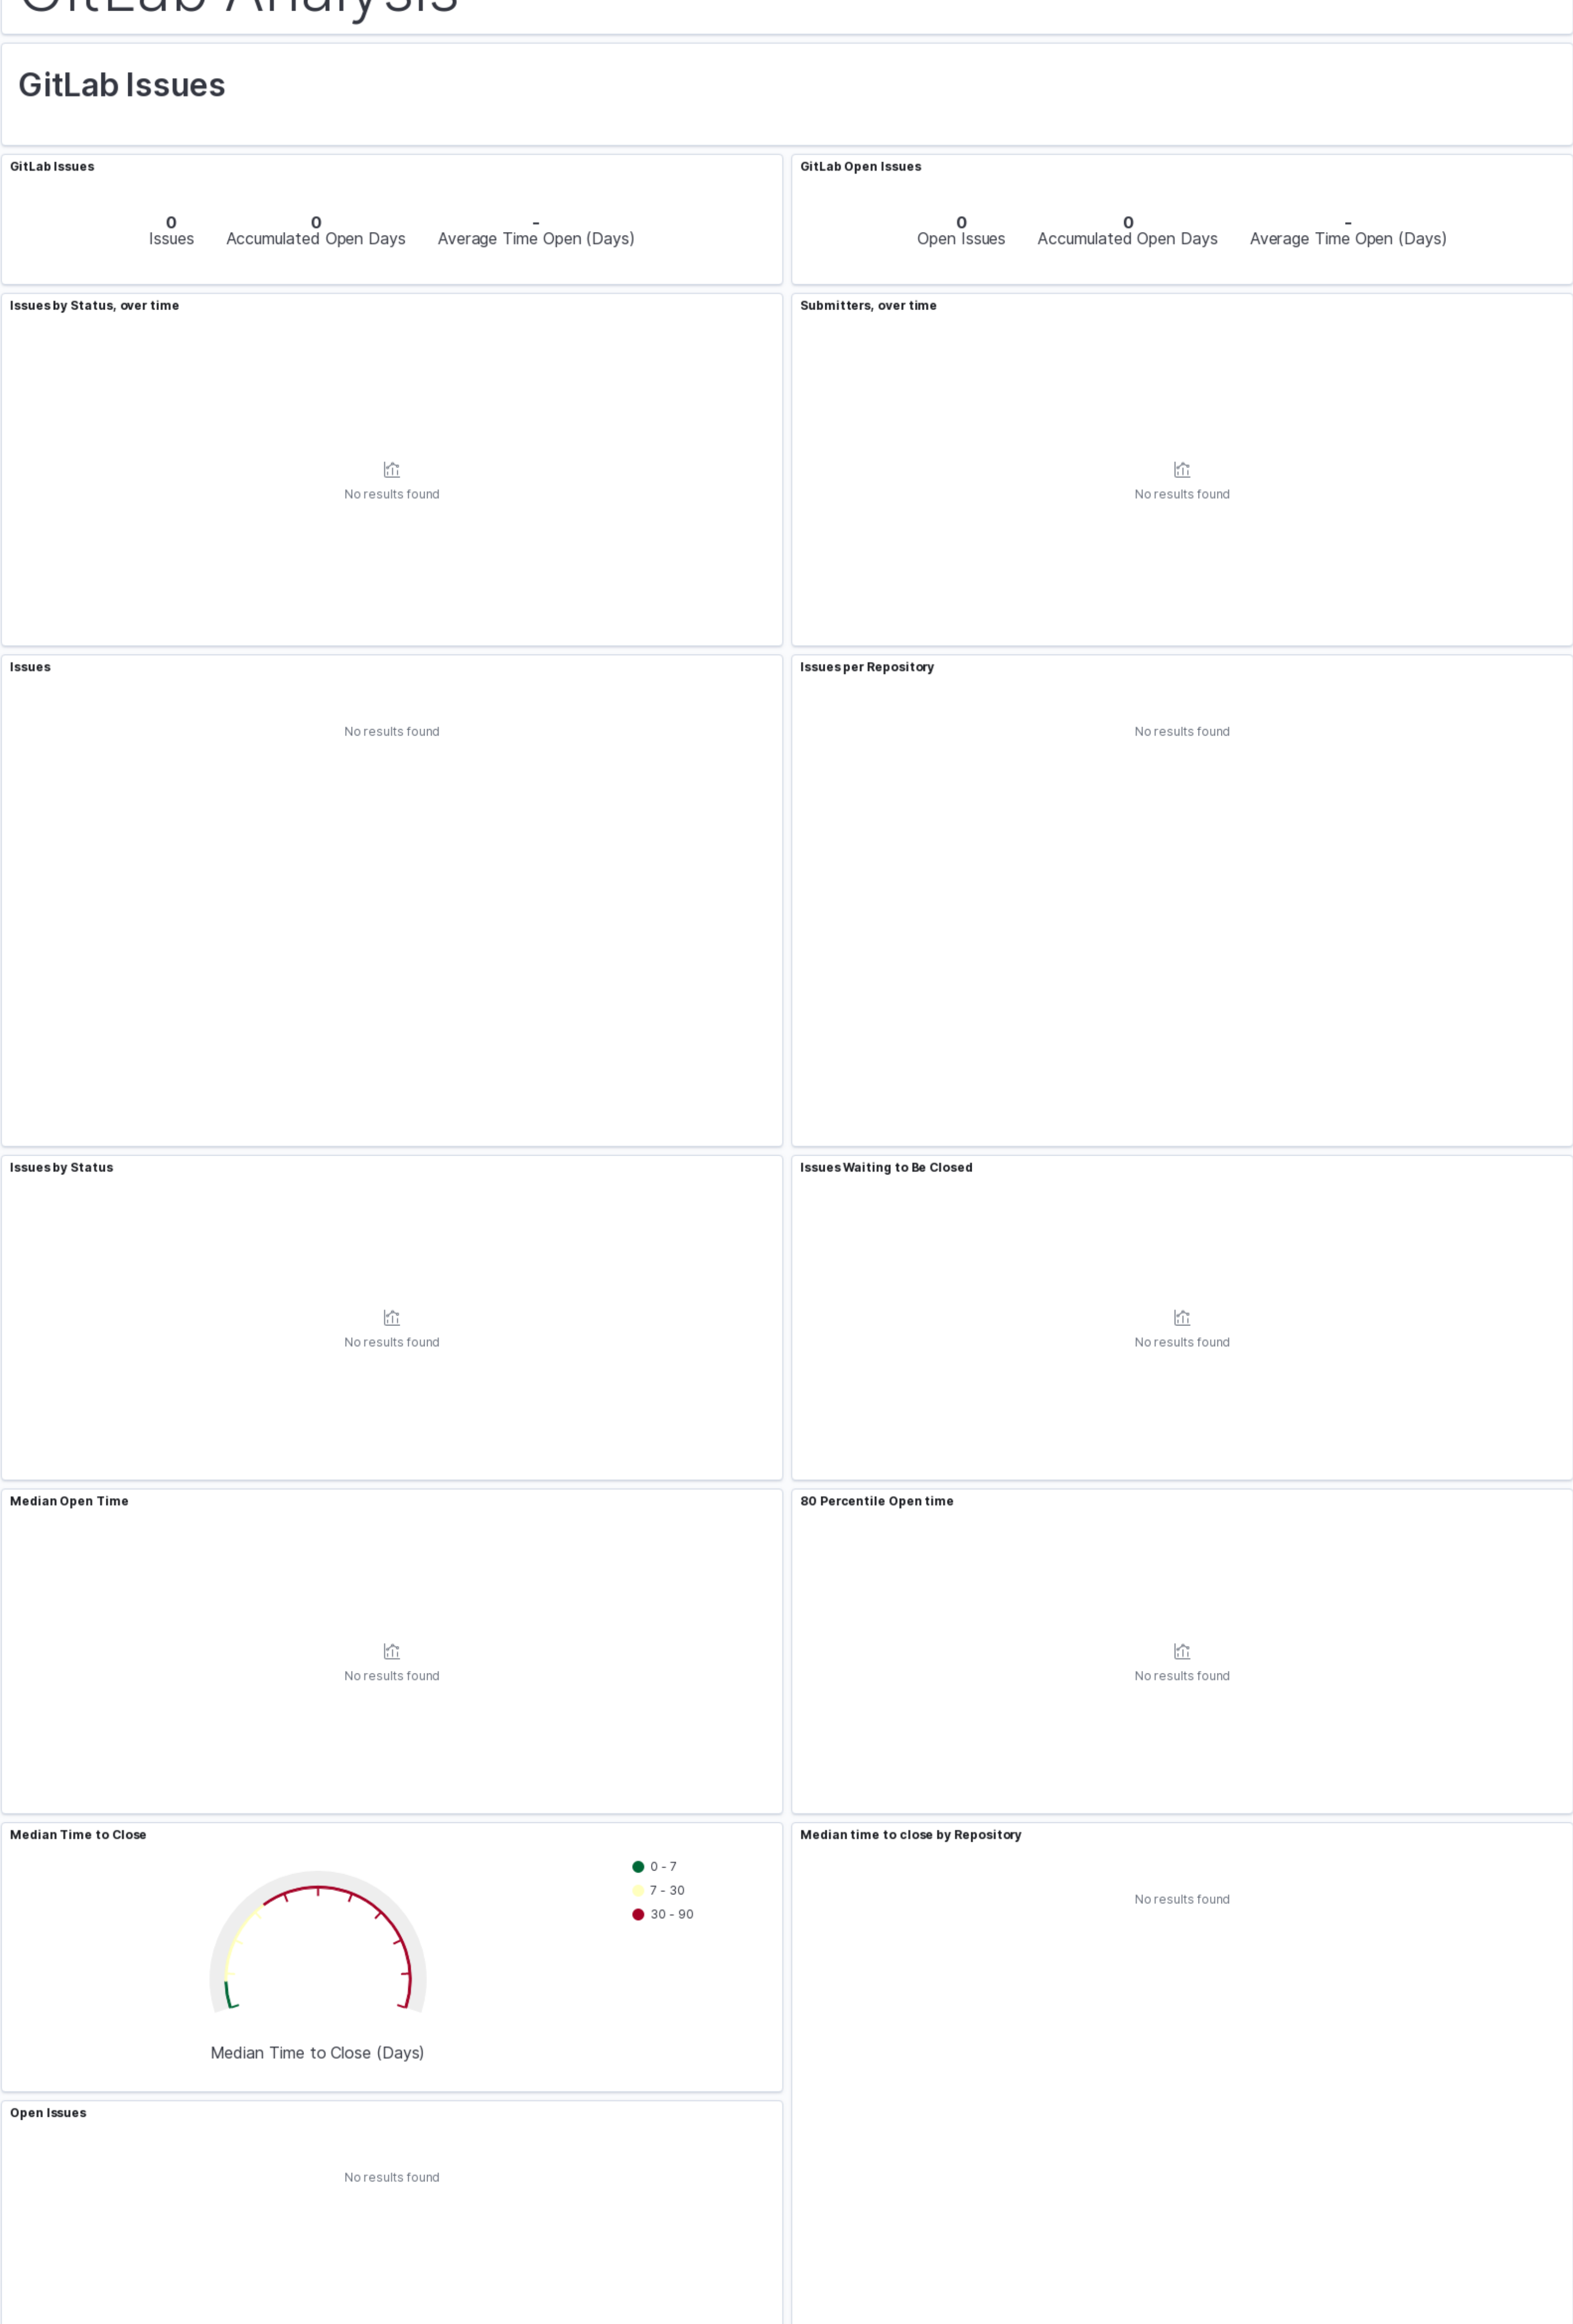 GitLab Analysis
GitLab Issues
GitLab Issues
0
Issues
0
Accumulated Open Days
-
Average Time Open (Days)
GitLab Open Issues
0
Open Issues
0
Accumulated Open Days
-
Average Time Open (Days)
Issues by Status, over time
No results found
Submitters, over time
No results found
Issues
No results found
Issues per Repository
No results found
Issues by Status
No results found
Issues Waiting to Be Closed
No results found
Median Open Time
No results found
80 Percentile Open time
No results found
Median Time to Close
0 - 7
7 - 30
30 - 90
Median Time to Close (Days)
Median time to close by Repository
No results found
Open Issues
No results found